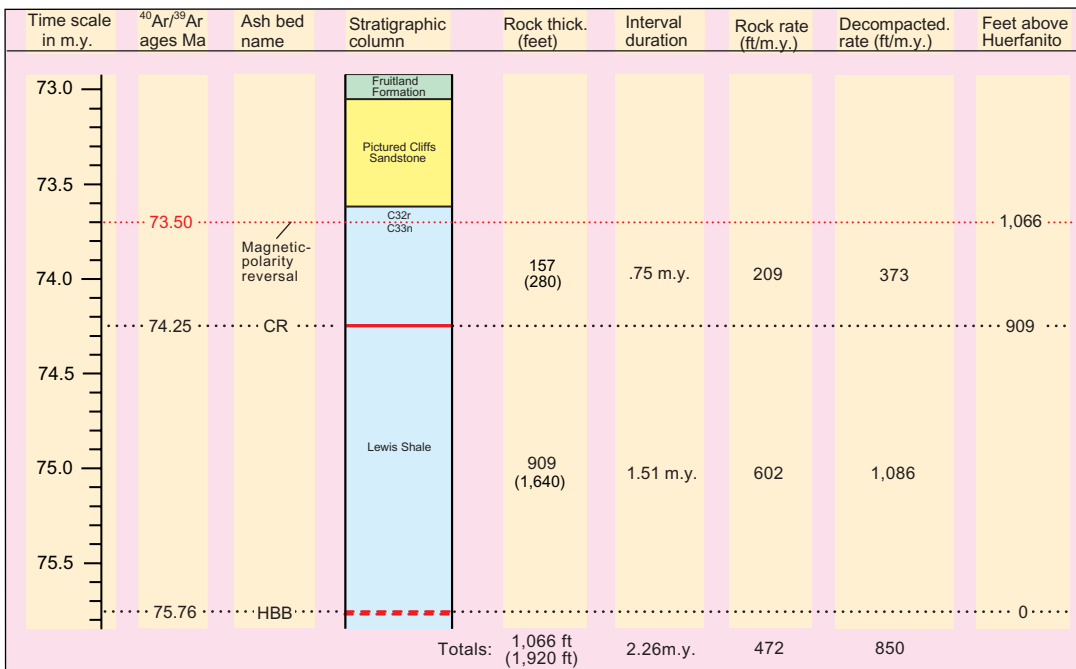 Time scale in m.y.
⁴⁰Ar/³⁹Ar ages Ma
Ash bed name
Stratigraphic column
Rock thick. (feet)
Interval duration
Rock rate (ft/m.y.)
Decompacted. rate (ft/m.y.)
Feet above Huerfanito
73.0
Fruitland
Formation
Pictured Cliffs
Sandstone
73.5
C32r
73.50 1,066
C33n
Magnetic-
polarity
reversal
74.0
157 .75 m.y. 209 373
(280)
74.25 CR 909
74.5
Lewis Shale
75.0
909 1.51 m.y. 602 1,086
(1,640)
75.5
75.76 HBB 0
Totals: 1,066 ft 2.26m.y. 472 850
(1,920 ft)